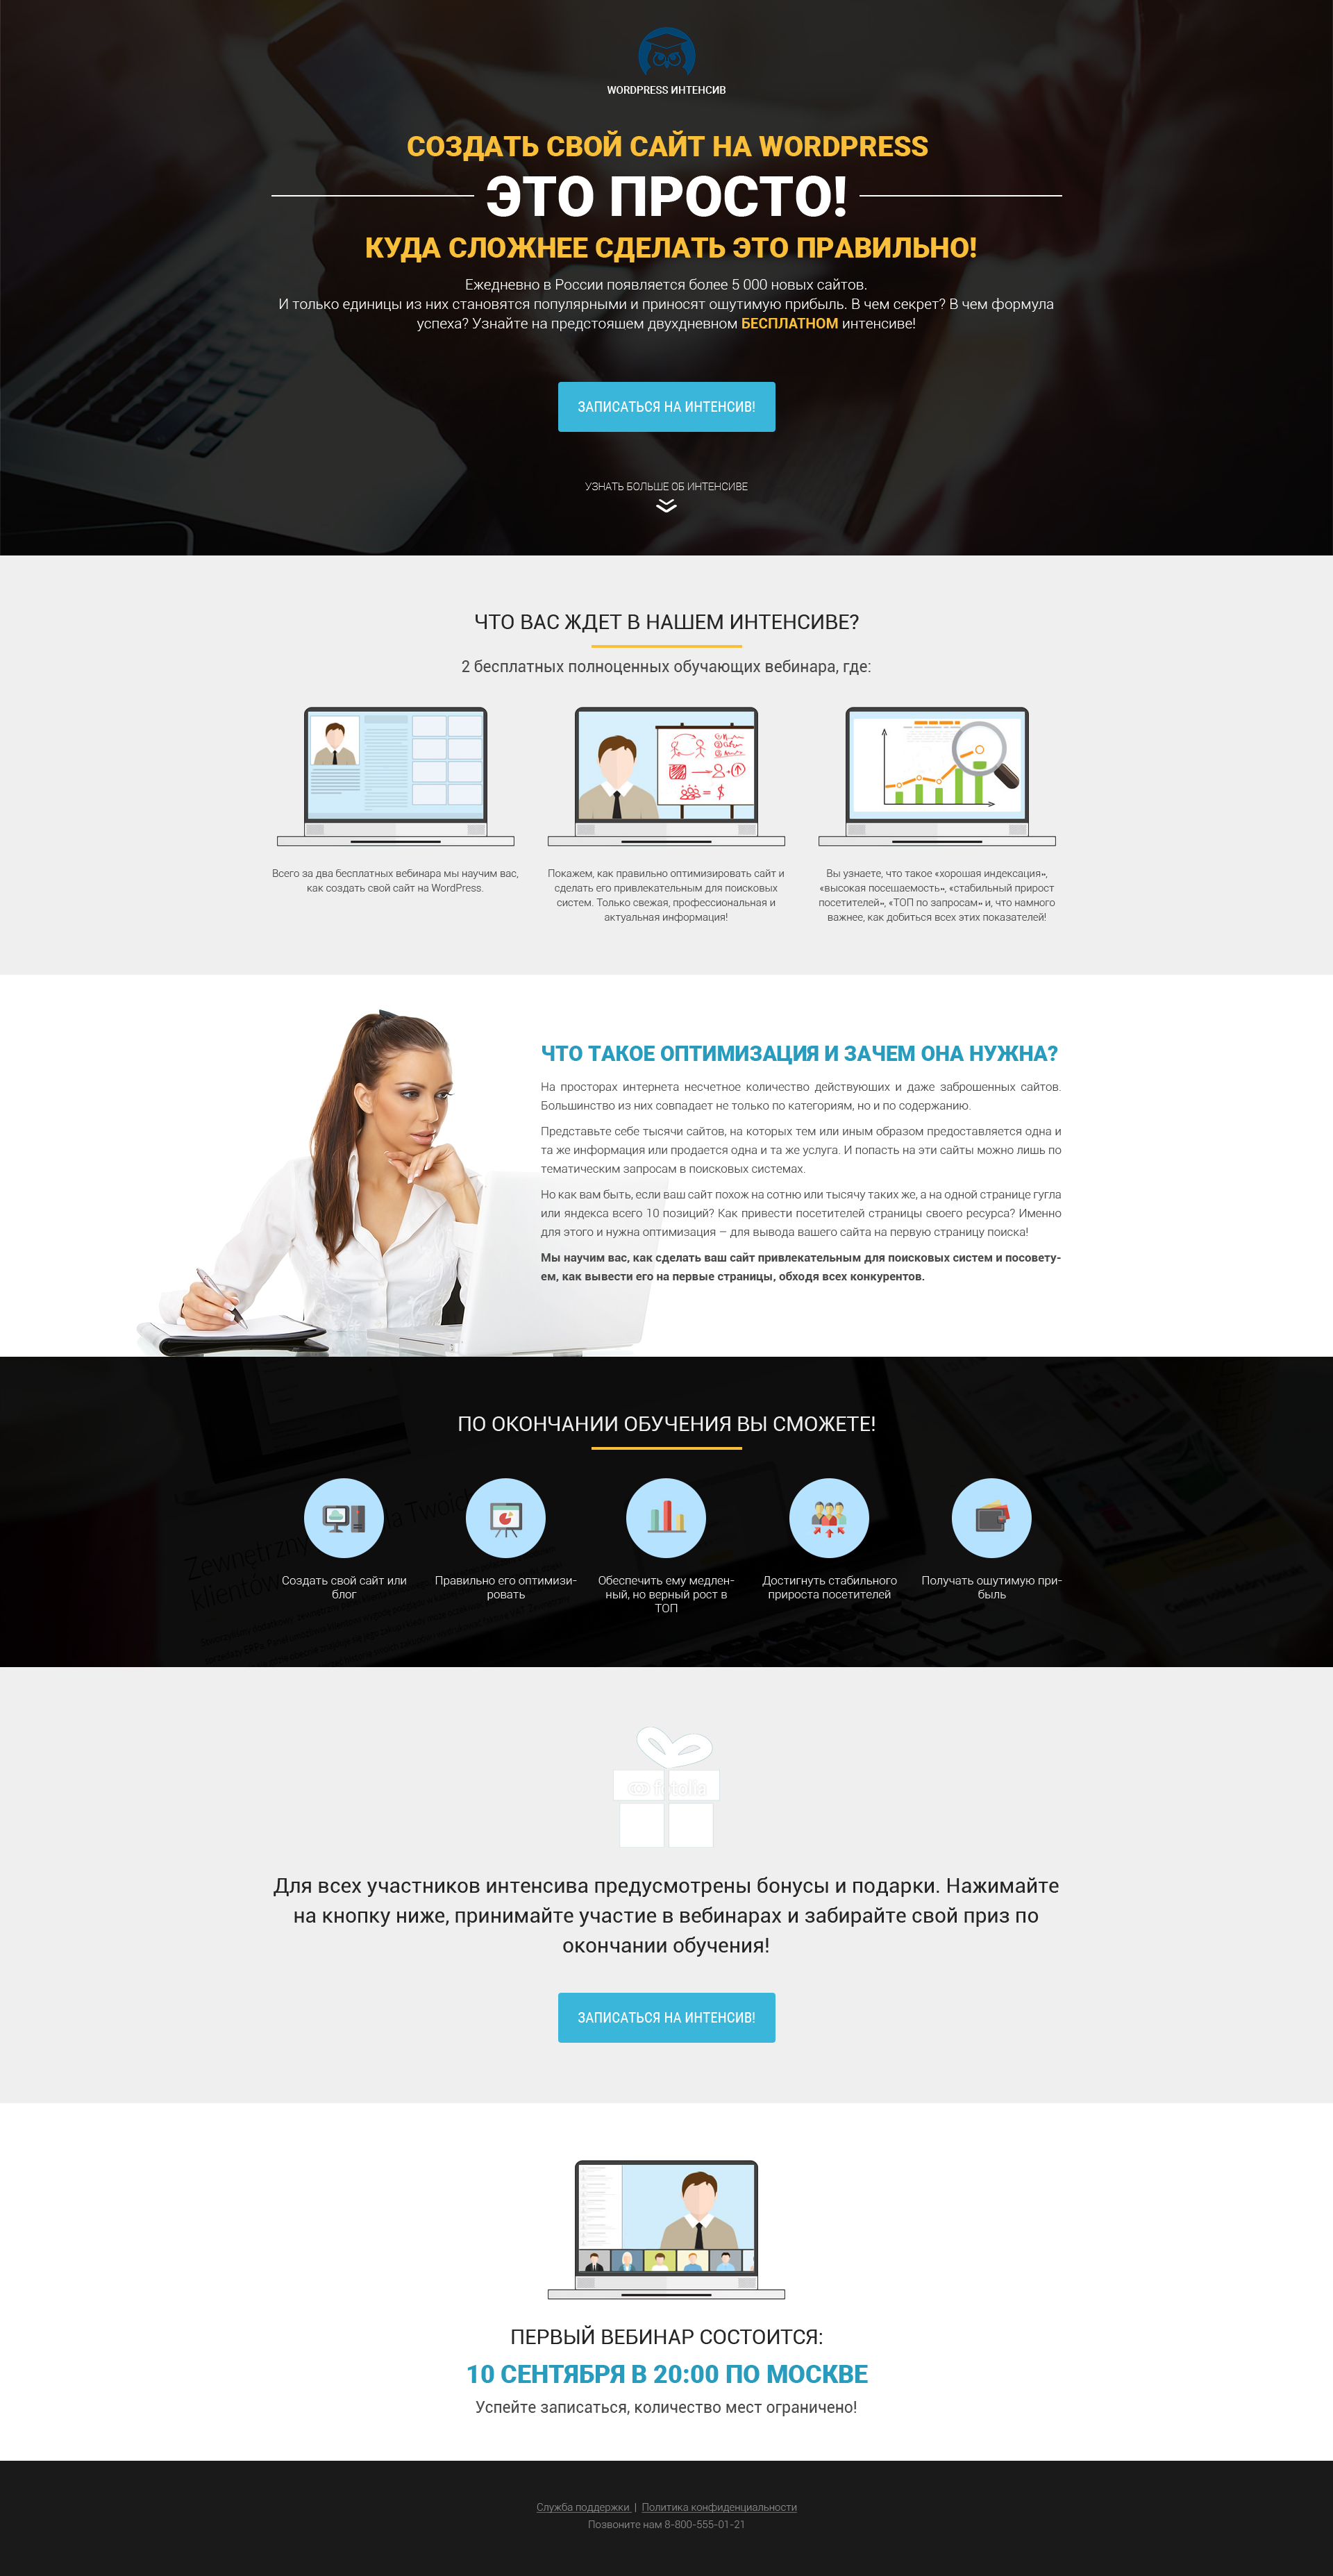 WORDPRESS ИНТЕНСИВ
СОЗДАТЬ СВОЙ САЙТ НА WORDPRESS
ЭТО ПРОСТО!
КУДА СЛОЖНЕЕ СДЕЛАТЬ ЭТО ПРАВИЛЬНО!
Ежедневно в России появляется более 5 000 новых сайтов.
И только единицы из них становятся популярными и приносят ощутимую прибыль. В чем секрет? В чем формула
успеха? Узнайте на предстоящем двухдневном БЕСПЛАТНОМ интенсиве!
ЗАПИСАТЬСЯ НА ИНТЕНСИВ!
УЗНАТЬ БОЛЬШЕ ОБ ИНТЕНСИВЕ
ЧТО ВАС ЖДЕТ В НАШЕМ ИНТЕНСИВЕ?
2 бесплатных полноценных обучающих вебинара, где:
Всего за два бесплатных вебинара мы научим вас,
как создать свой сайт на WordPress.
Покажем, как правильно оптимизировать сайт и
сделать его привлекательным для поисковых
систем. Только свежая, профессиональная и
актуальная информация!
Вы узнаете, что такое «хорошая индексация»,
«высокая посещаемость», «стабильный прирост
посетителей», «ТОП по запросам» и, что намного
важнее, как добиться всех этих показателей!
ЧТО ТАКОЕ ОПТИМИЗАЦИЯ И ЗАЧЕМ ОНА НУЖНА?
На просторах интернета несчетное количество действующих и даже заброшенных сайтов.
Большинство из них совпадает не только по категориям, но и по содержанию.
Представьте себе тысячи сайтов, на которых тем или иным образом предоставляется одна и
та же информация или продается одна и та же услуга. И попасть на эти сайты можно лишь по
тематическим запросам в поисковых системах.
Но как вам быть, если ваш сайт похож на сотню или тысячу таких же, а на одной странице гугла
или яндекса всего 10 позиций? Как привести посетителей страницы своего ресурса? Именно
для этого и нужна оптимизация – для вывода вашего сайта на первую страницу поиска!
Мы научим вас, как сделать ваш сайт привлекательным для поисковых систем и посовету-
ем, как вывести его на первые страницы, обходя всех конкурентов.
ПО ОКОНЧАНИИ ОБУЧЕНИЯ ВЫ СМОЖЕТЕ!
Zewnętrzny
klientów
Создать свой сайт или
блог
Правильно его оптимизи-
ровать
Обеспечить ему медлен-
ный, но верный рост в
ТОП
Достигнуть стабильного
прироста посетителей
Получать ощутимую при-
быль
fotolia
Для всех участников интенсива предусмотрены бонусы и подарки. Нажимайте
на кнопку ниже, принимайте участие в вебинарах и забирайте свой приз по
окончании обучения!
ЗАПИСАТЬСЯ НА ИНТЕНСИВ!
ПЕРВЫЙ ВЕБИНАР СОСТОИТСЯ:
10 СЕНТЯБРЯ В 20:00 ПО МОСКВЕ
Успейте записаться, количество мест ограничено!
Служба поддержки | Политика конфиденциальности
Позвоните нам 8-800-555-01-21